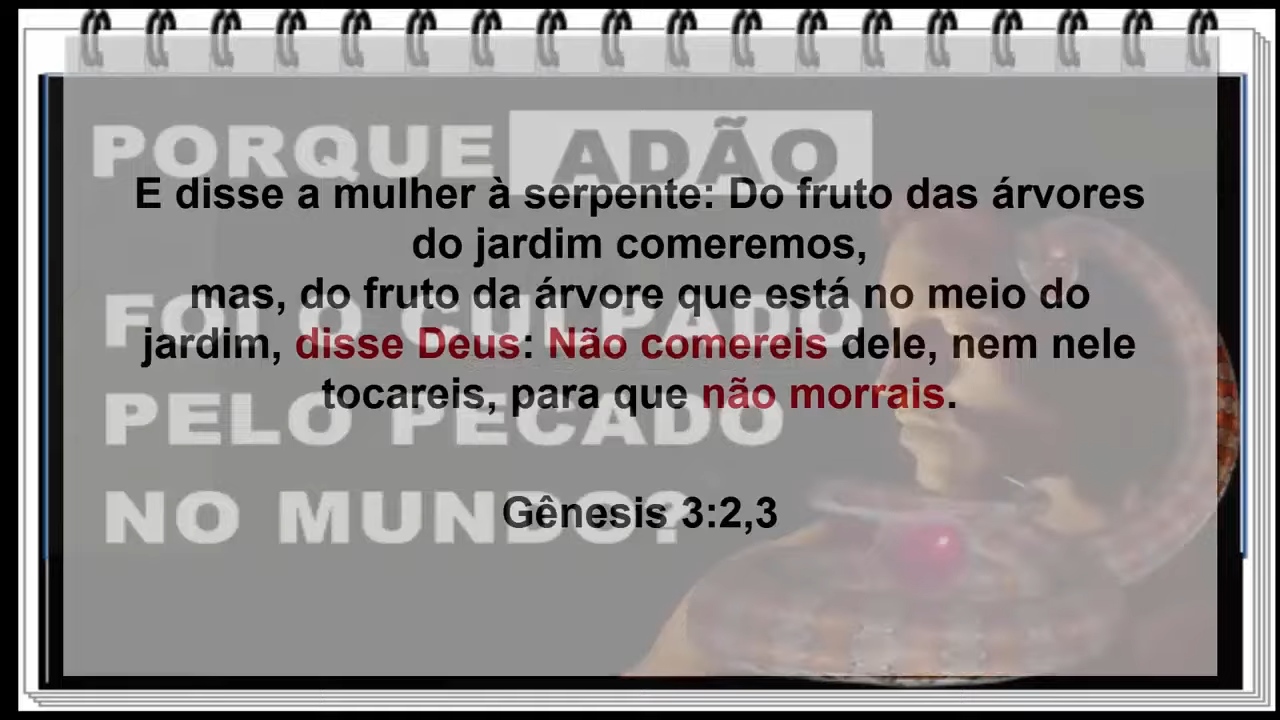 PORQUE ADÃO
FOI O CULPADO
PELO PECADO
NO MUNDO?
E disse a mulher à serpente: Do fruto das árvores
do jardim comeremos,
mas, do fruto da árvore que está no meio do
jardim, disse Deus: Não comereis dele, nem nele
tocareis, para que não morrais.
Gênesis 3:2,3